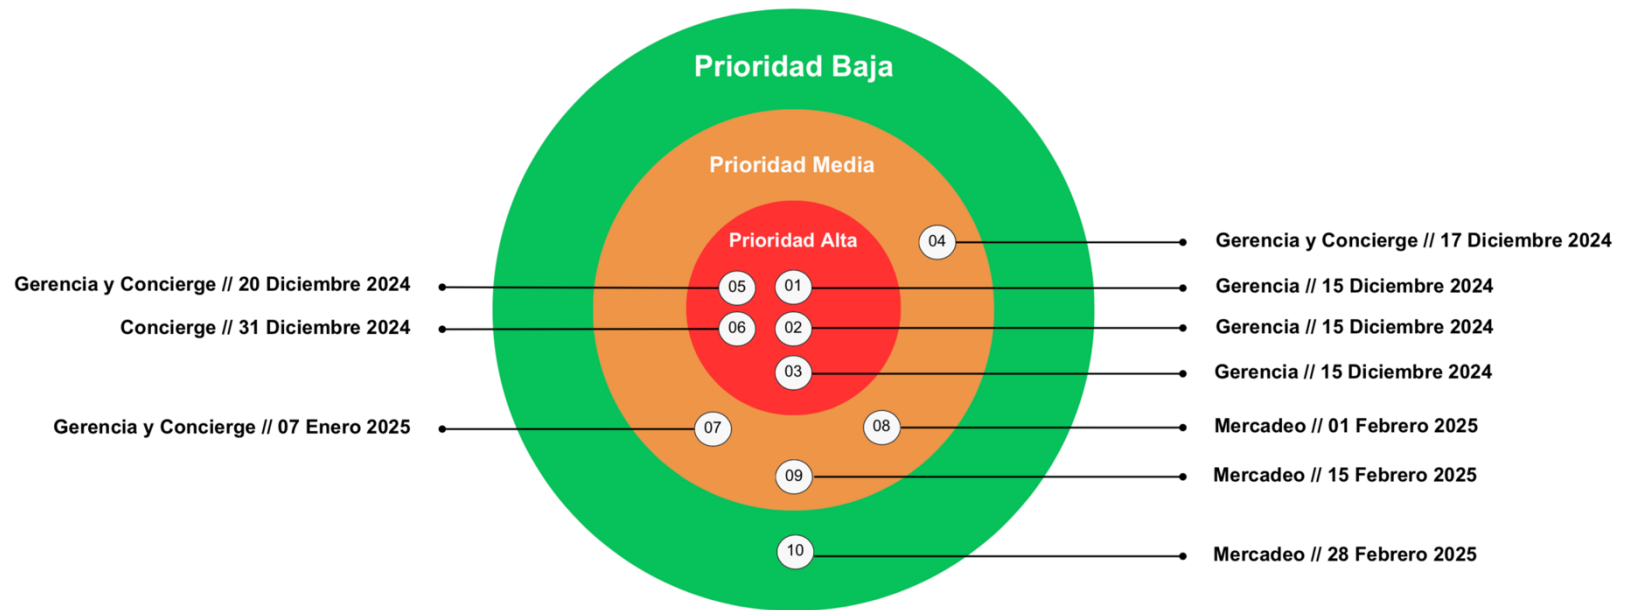 Prioridad Baja
Prioridad Media
Prioridad Alta
04
Gerencia y Concierge // 17 Diciembre 2024
Gerencia y Concierge // 20 Diciembre 2024
05
01
Gerencia // 15 Diciembre 2024
Concierge // 31 Diciembre 2024
06
02
Gerencia // 15 Diciembre 2024
03
Gerencia // 15 Diciembre 2024
Gerencia y Concierge // 07 Enero 2025
07
08
Mercadeo // 01 Febrero 2025
09
Mercadeo // 15 Febrero 2025
10
Mercadeo // 28 Febrero 2025